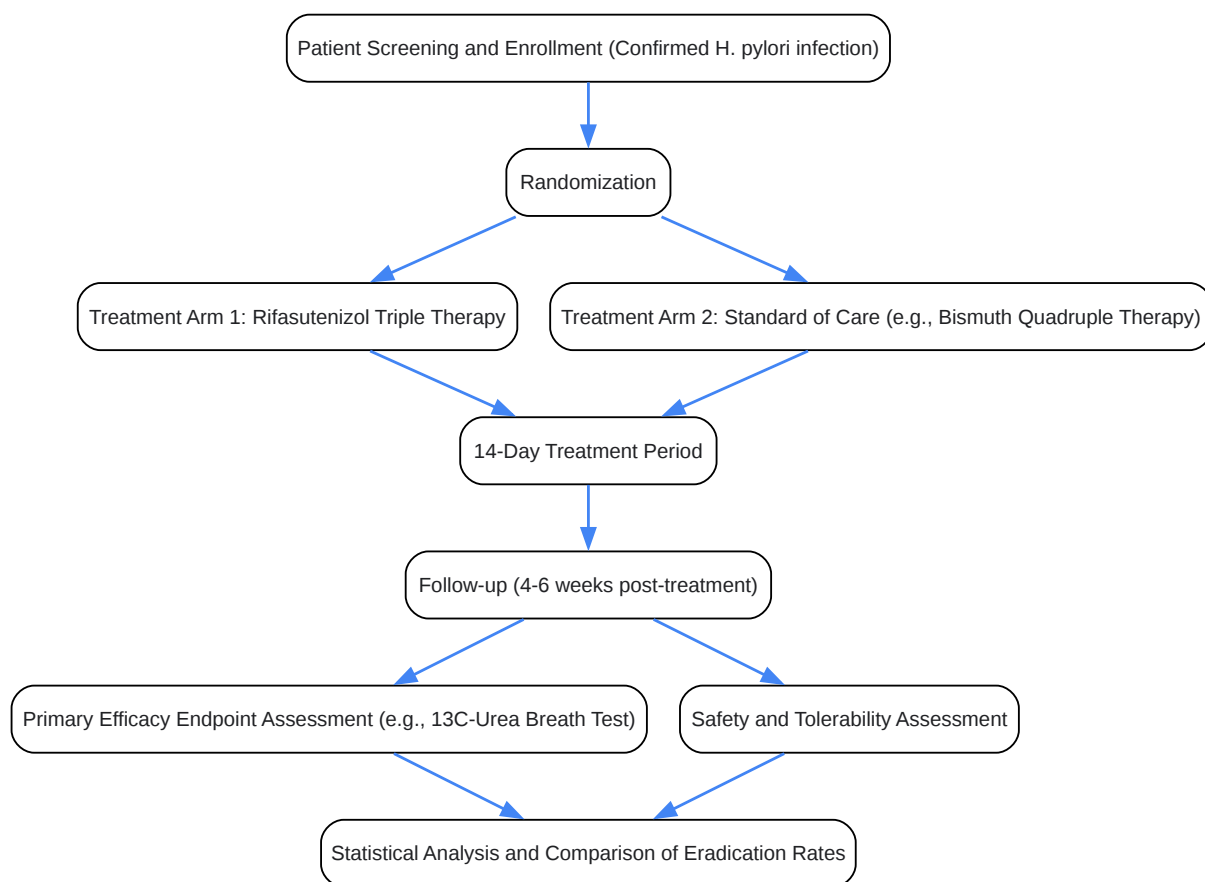 Patient Screening and Enrollment (Confirmed H. pylori infection)
Randomization
Treatment Arm 1: Rifasutenizol Triple Therapy
Treatment Arm 2: Standard of Care (e.g., Bismuth Quadruple Therapy)
14-Day Treatment Period
Follow-up (4-6 weeks post-treatment)
Primary Efficacy Endpoint Assessment (e.g., 13C-Urea Breath Test)
Safety and Tolerability Assessment
Statistical Analysis and Comparison of Eradication Rates